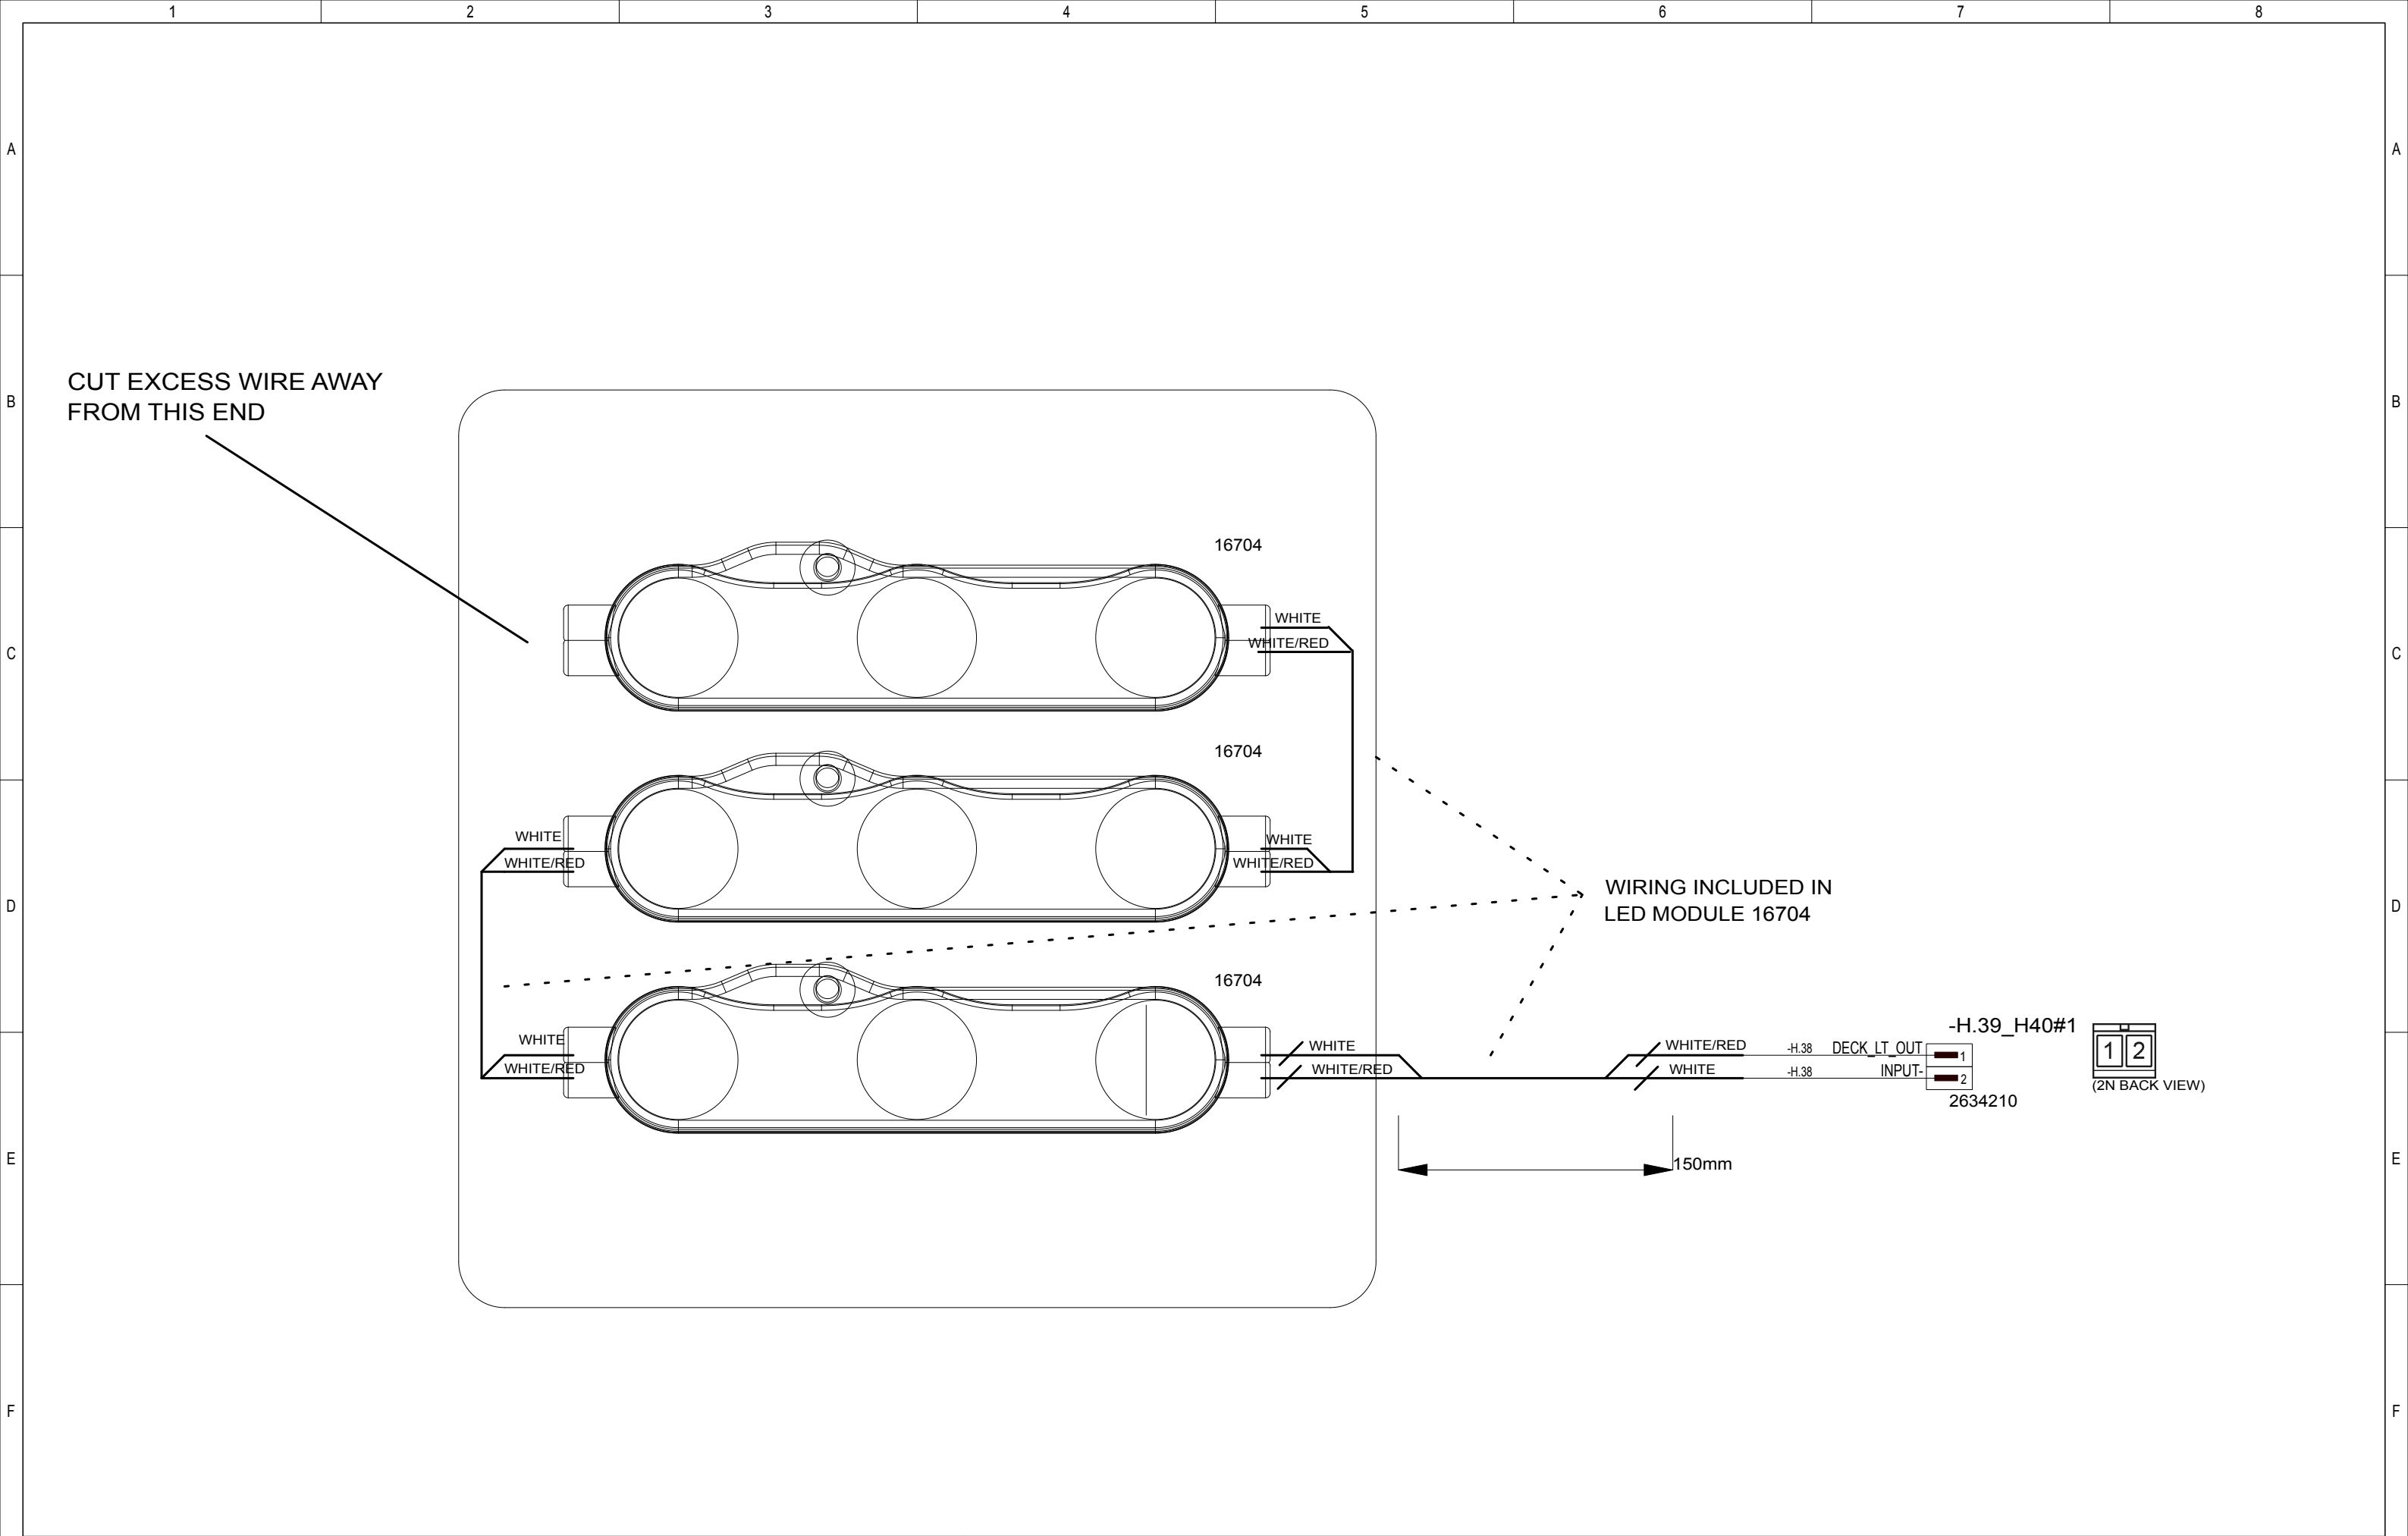 1 2 3 4 5 6 7 8
A A
CUT EXCESS WIRE AWAY
FROM THIS END
B B
16704
WHITE
WHITE/RED
C C
16704
WHITE WHITE
WHITE/RED WHITE/RED
WIRING INCLUDED IN
LED MODULE 16704
D D
16704
-H.39_H40#1
WHITE WHITE WHITE/RED -H.38 DECK_LT_OUT 1 1 2
WHITE/RED WHITE/RED WHITE -H.38 INPUT- 2
(2N BACK VIEW)
2634210
150mm
E E
F F